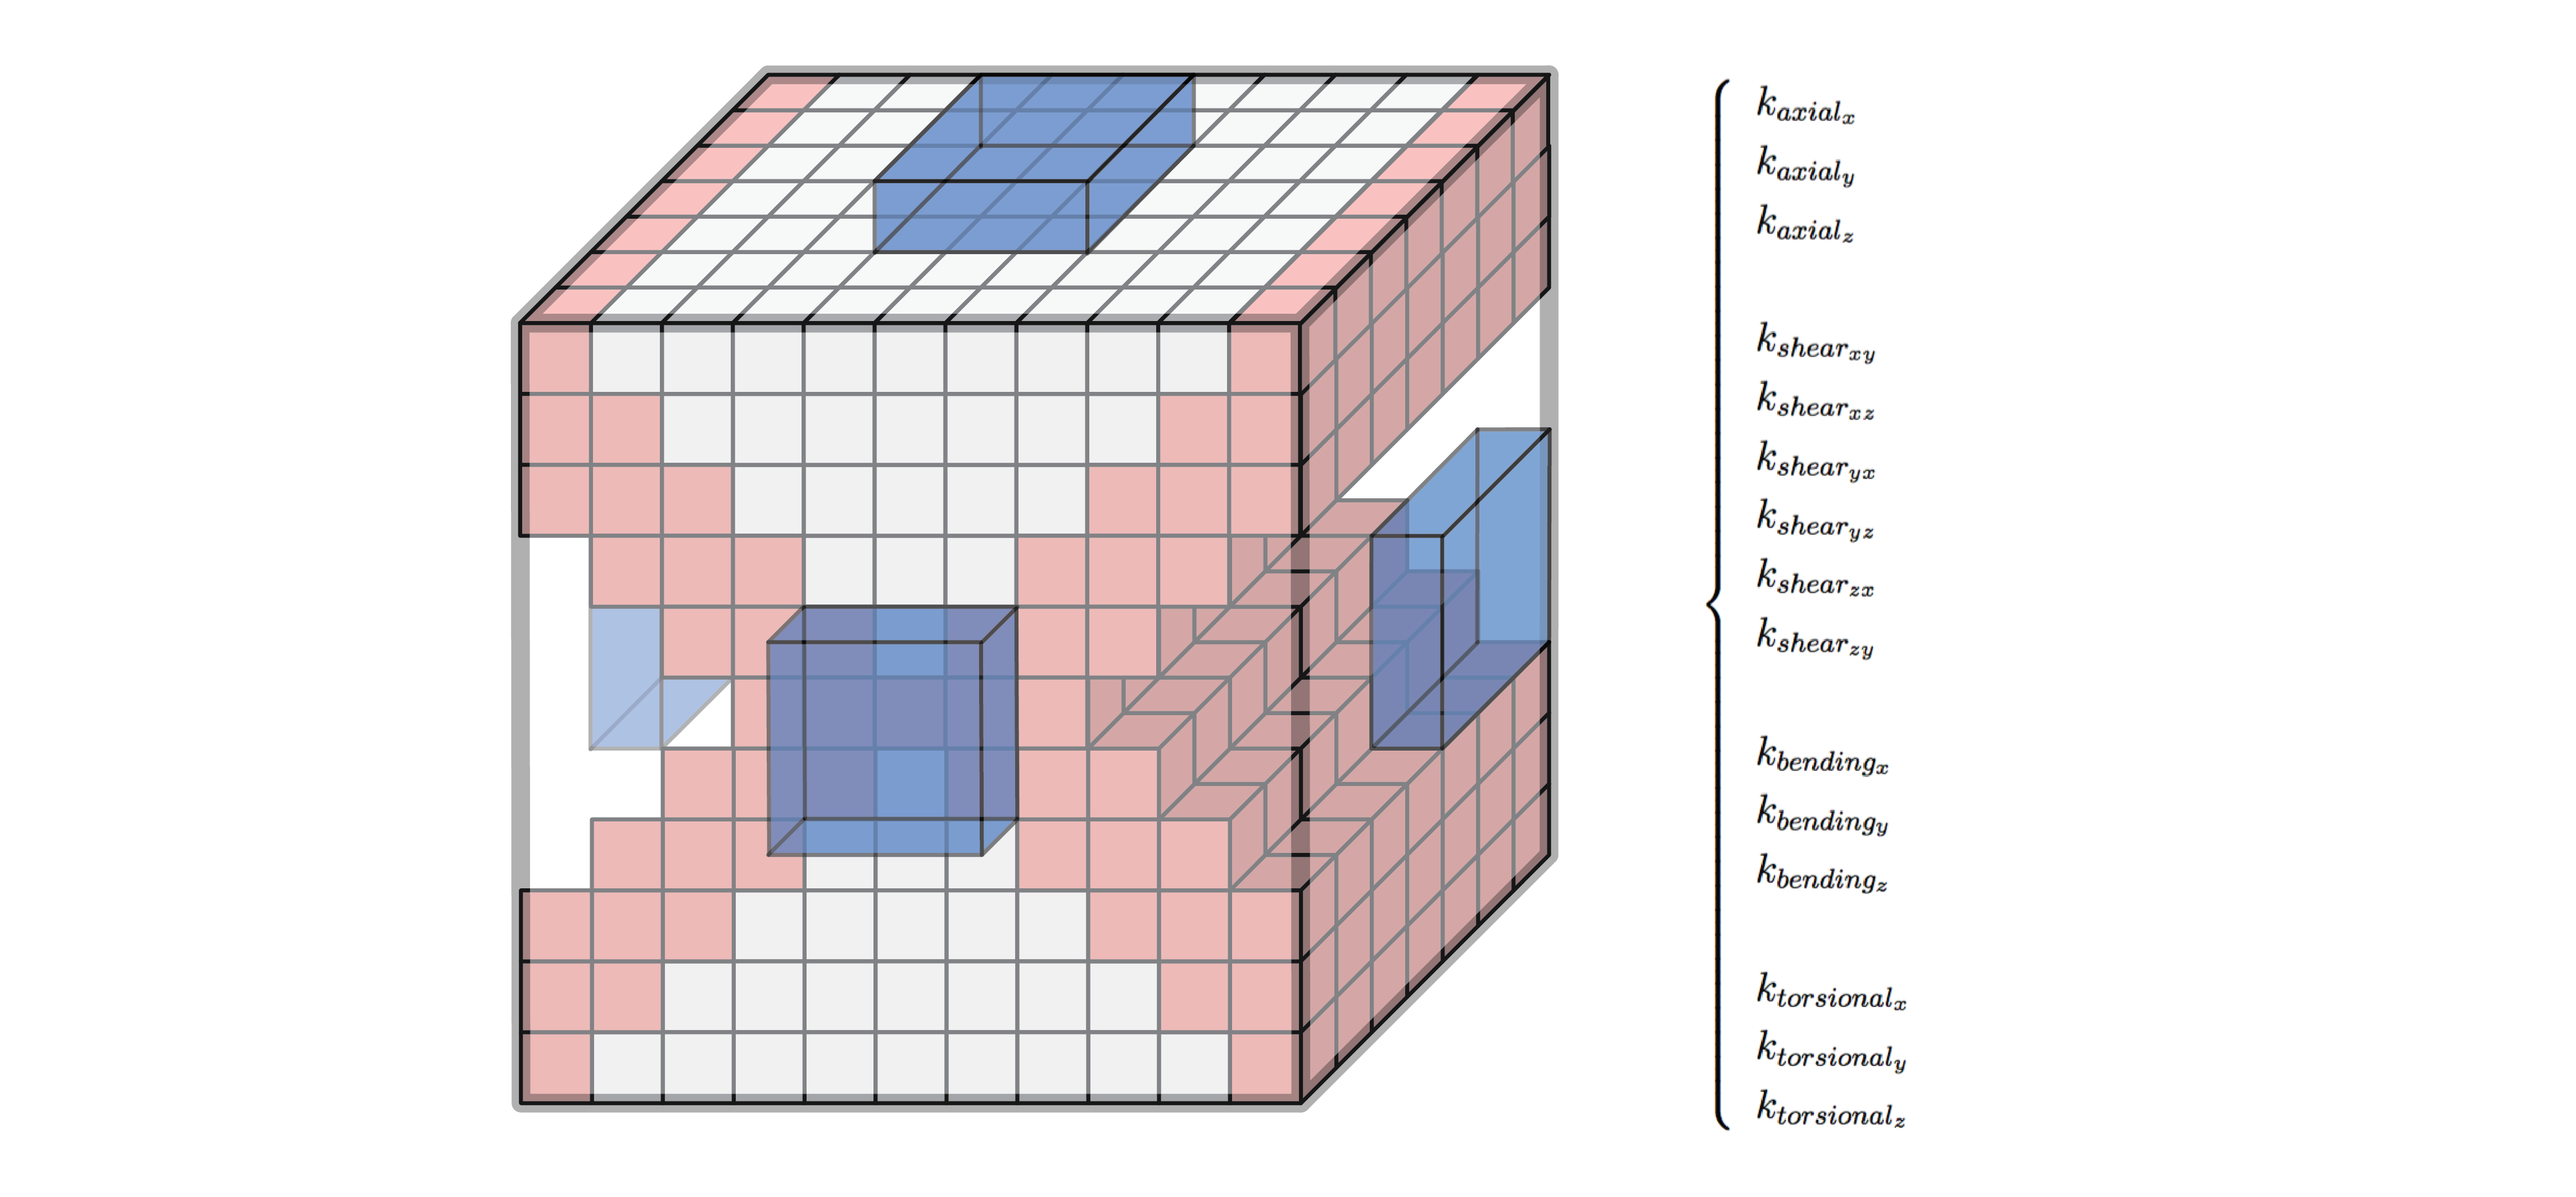 k_{axial_x}
k_{axial_y}
k_{axial_z}
k_{shear_{xy}}
k_{shear_{xz}}
k_{shear_{yx}}
k_{shear_{yz}}
k_{shear_{zx}}
k_{shear_{zy}}
k_{bending_x}
k_{bending_y}
k_{bending_z}
k_{torsional_x}
k_{torsional_y}
k_{torsional_z}